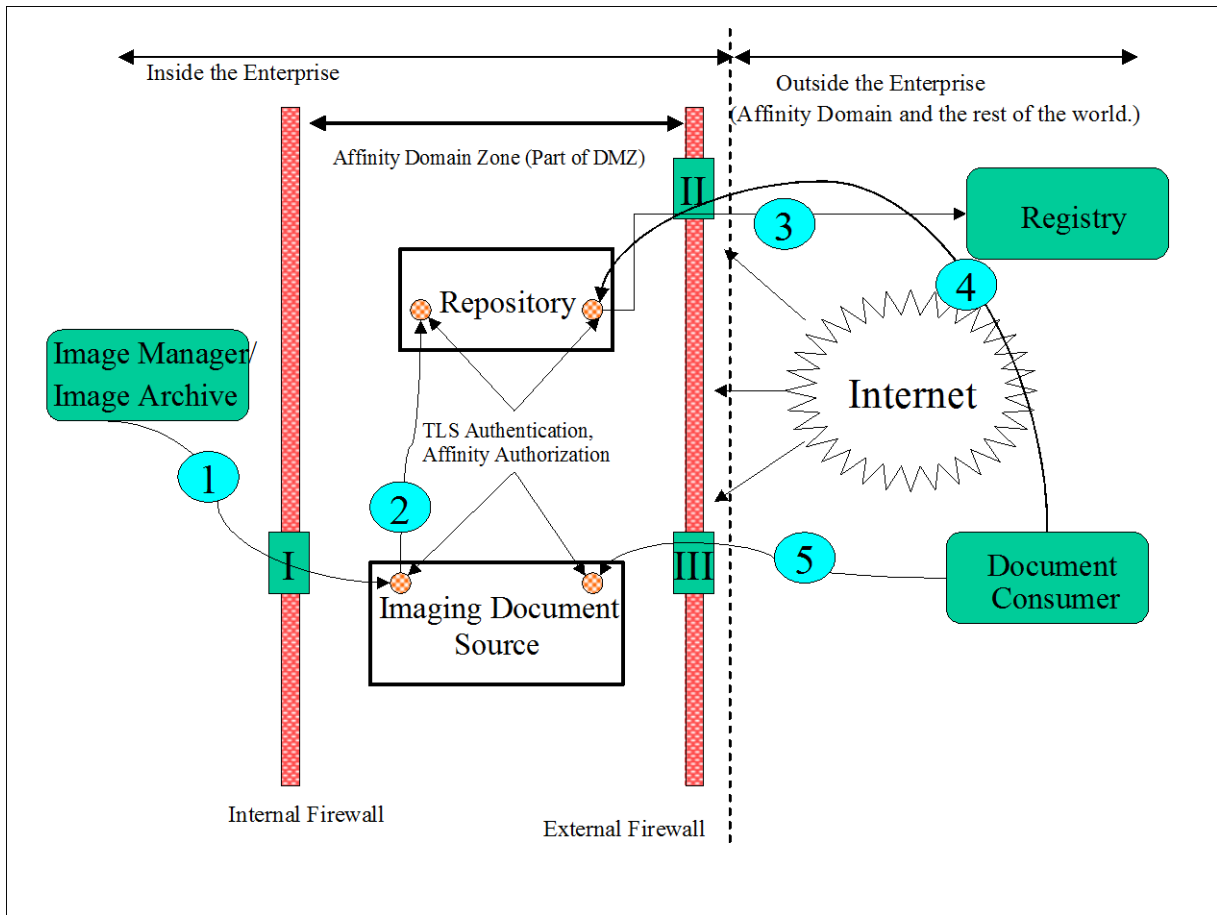 Inside the Enterprise
Outside the Enterprise
(Affinity Domain and the rest of the world.)
Affinity Domain Zone (Part of DMZ)
II
3
Registry
Repository
4
Image Manager/
Image Archive
Internet
TLS Authentication,
Affinity Authorization
1
2
I
III
5
Document
Consumer
Imaging Document
Source
Internal Firewall
External Firewall